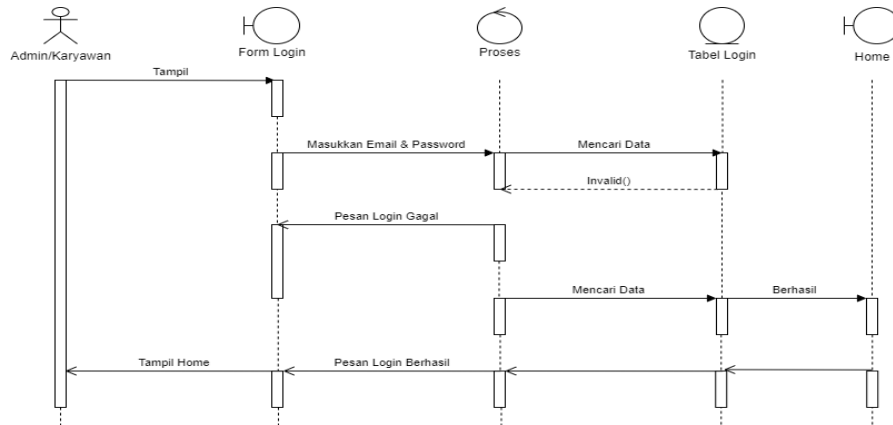 Admin/Karyawan
Form Login
Proses
Tabel Login
Home
Tampil
Masukkan Email & Password
Mencari Data
Invalid()
Pesan Login Gagal
Mencari Data
Berhasil
Tampil Home
Pesan Login Berhasil